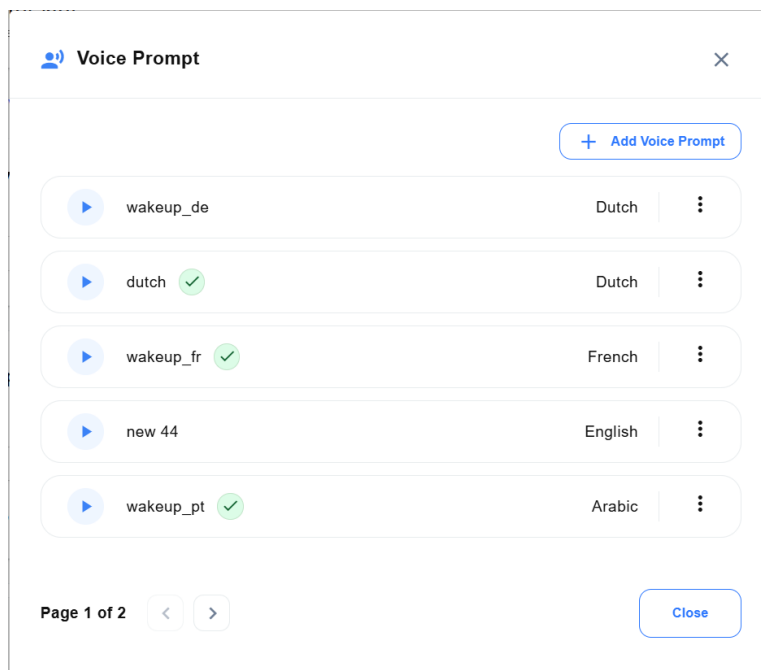 Voice Prompt
Add Voice Prompt
wakeup_de Dutch
dutch Dutch
wakeup_fr French
new 44 English
wakeup_pt Arabic
Page 1 of 2
Close